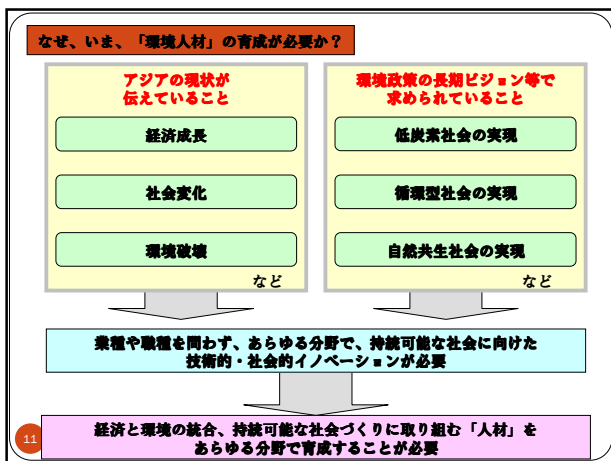 なぜ、いま、「環境人材」の育成が必要か？
アジアの現状が
伝えていること
経済成長
社会変化
環境破壊
など
環境政策の長期ビジョン等で
求められていること
低炭素社会の実現
循環型社会の実現
自然共生社会の実現
など
業種や職種を問わず、あらゆる分野で、持続可能な社会に向けた
技術的・社会的イノベーションが必要
経済と環境の統合、持続可能な社会づくりに取り組む「人材」を
あらゆる分野で育成することが必要
11